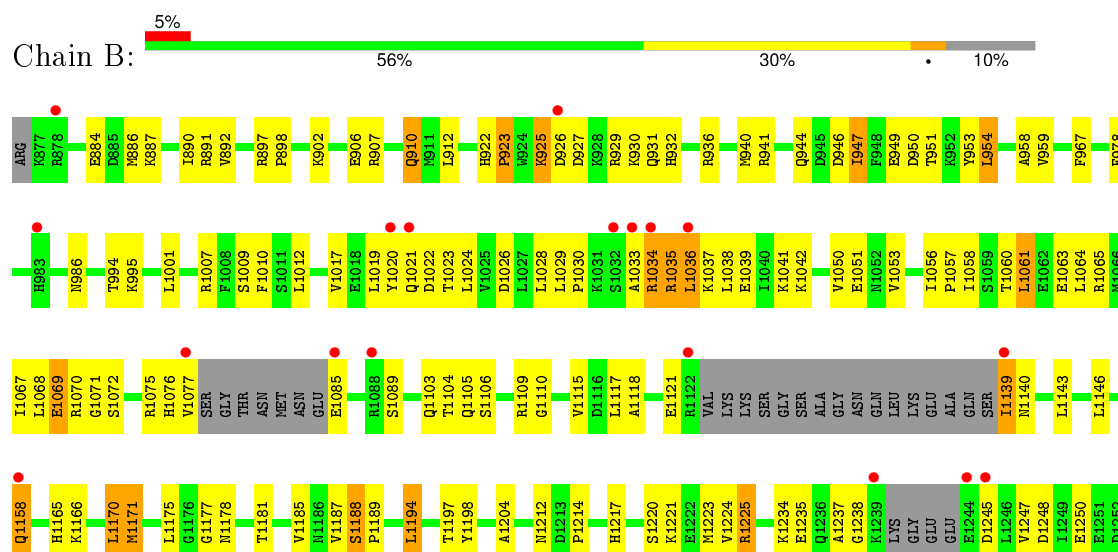 5%
Chain B:
56% 30% • 10%
ARG K877 R878 E884 D885 M886 K887 I890 R891 V892 R897 P898 K902 E906 R907 Q910 M911 L912 H922 P923 W924 K925 D926 D927 K928 R929 K930 Q931 H932 R936 M940 R941 Q944 D945 D946 I947 F948 E949 D950 T951 K952 Y953 L954 A958 V959 F967
H983 N986 T994 K995 L1001 R1007 F1008 S1009 F1010 S1011 L1012 V1017 E1018 L1019 Y1020 Q1021 D1022 T1023 L1024 V1025 D1026 L1027 L1028 L1029 P1030 K1031 S1032 A1033 R1034 R1035 L1036 K1037 L1038 E1039 I1040 K1041 K1042 V1050 E1051 N1052 V1053 I1056 P1057 I1058 S1059 T1060 L1061 E1062 E1063 L1064 R1065 M1066
I1067 L1068 E1069 R1070 G1071 S1072 R1075 H1076 V1077 SER GLY THR ASN MET ASN GLU E1085 R1088 S1089 Q1103 T1104 Q1105 S1106 R1109 G1110 V1115 D1116 L1117 A1118 E1121 R1122 VAL LYS LYS SER GLY SER ALA GLY ASN GLN LEU LYS GLU ALA GLN SER I1139 N1140 L1143 L1146
Q1158 H1165 K1166 L1170 M1171 L1175 G1176 G1177 N1178 T1181 V1185 N1186 V1187 S1188 P1189 L1194 T1197 Y1198 A1204 N1212 D1213 P1214 H1217 S1220 K1221 E1222 M1223 V1224 R1225 K1234 E1235 Q1236 A1237 G1238 K1239 LYS GLY GLU GLU E1244 D1245 L1246 V1247 D1248 I1249 E1250 E1251